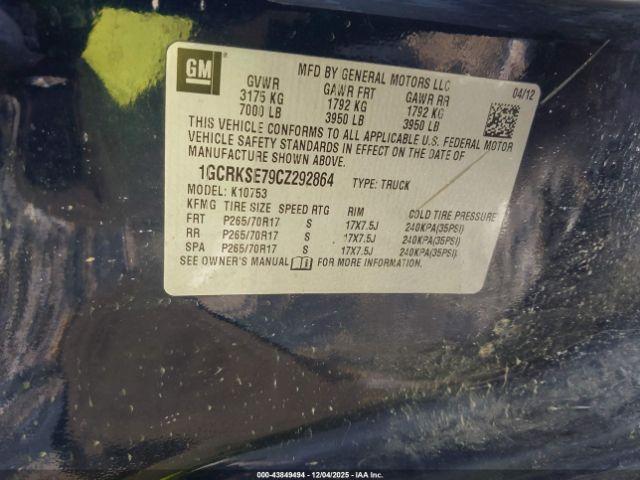 GM
MFD BY GENERAL MOTORS LLC
04/12
GVWR GAWR FRT GAWR RR
3175 KG 1792 KG 1792 KG
7000 LB 3950 LB 3950 LB
THIS VEHICLE CONFORMS TO ALL APPLICABLE U.S. FEDERAL MOTOR
VEHICLE SAFETY STANDARDS IN EFFECT ON THE DATE OF
MANUFACTURE SHOWN ABOVE.
1GCRKSE79CZ292864 TYPE: TRUCK
MODEL: K10753
KFMG TIRE SIZE SPEED RTG RIM COLD TIRE PRESSURE
FRT P265/70R17 S 17X7.5J 240KPA(35PSI)
RR P265/70R17 S 17X7.5J 240KPA(35PSI)
SPA P265/70R17 S 17X7.5J 240KPA(35PSI)
SEE OWNER'S MANUAL FOR MORE INFORMATION.
000-43849494 - 12/04/2025 - IAA Inc.